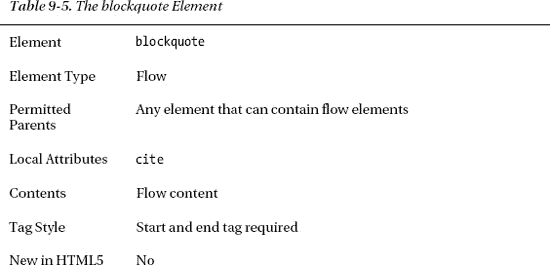 Table 9-5. The blockquote Element
Element blockquote
Element Type Flow
Permitted Any element that can contain flow elements
Parents
Local Attributes cite
Contents Flow content
Tag Style Start and end tag required
New in HTML5 No